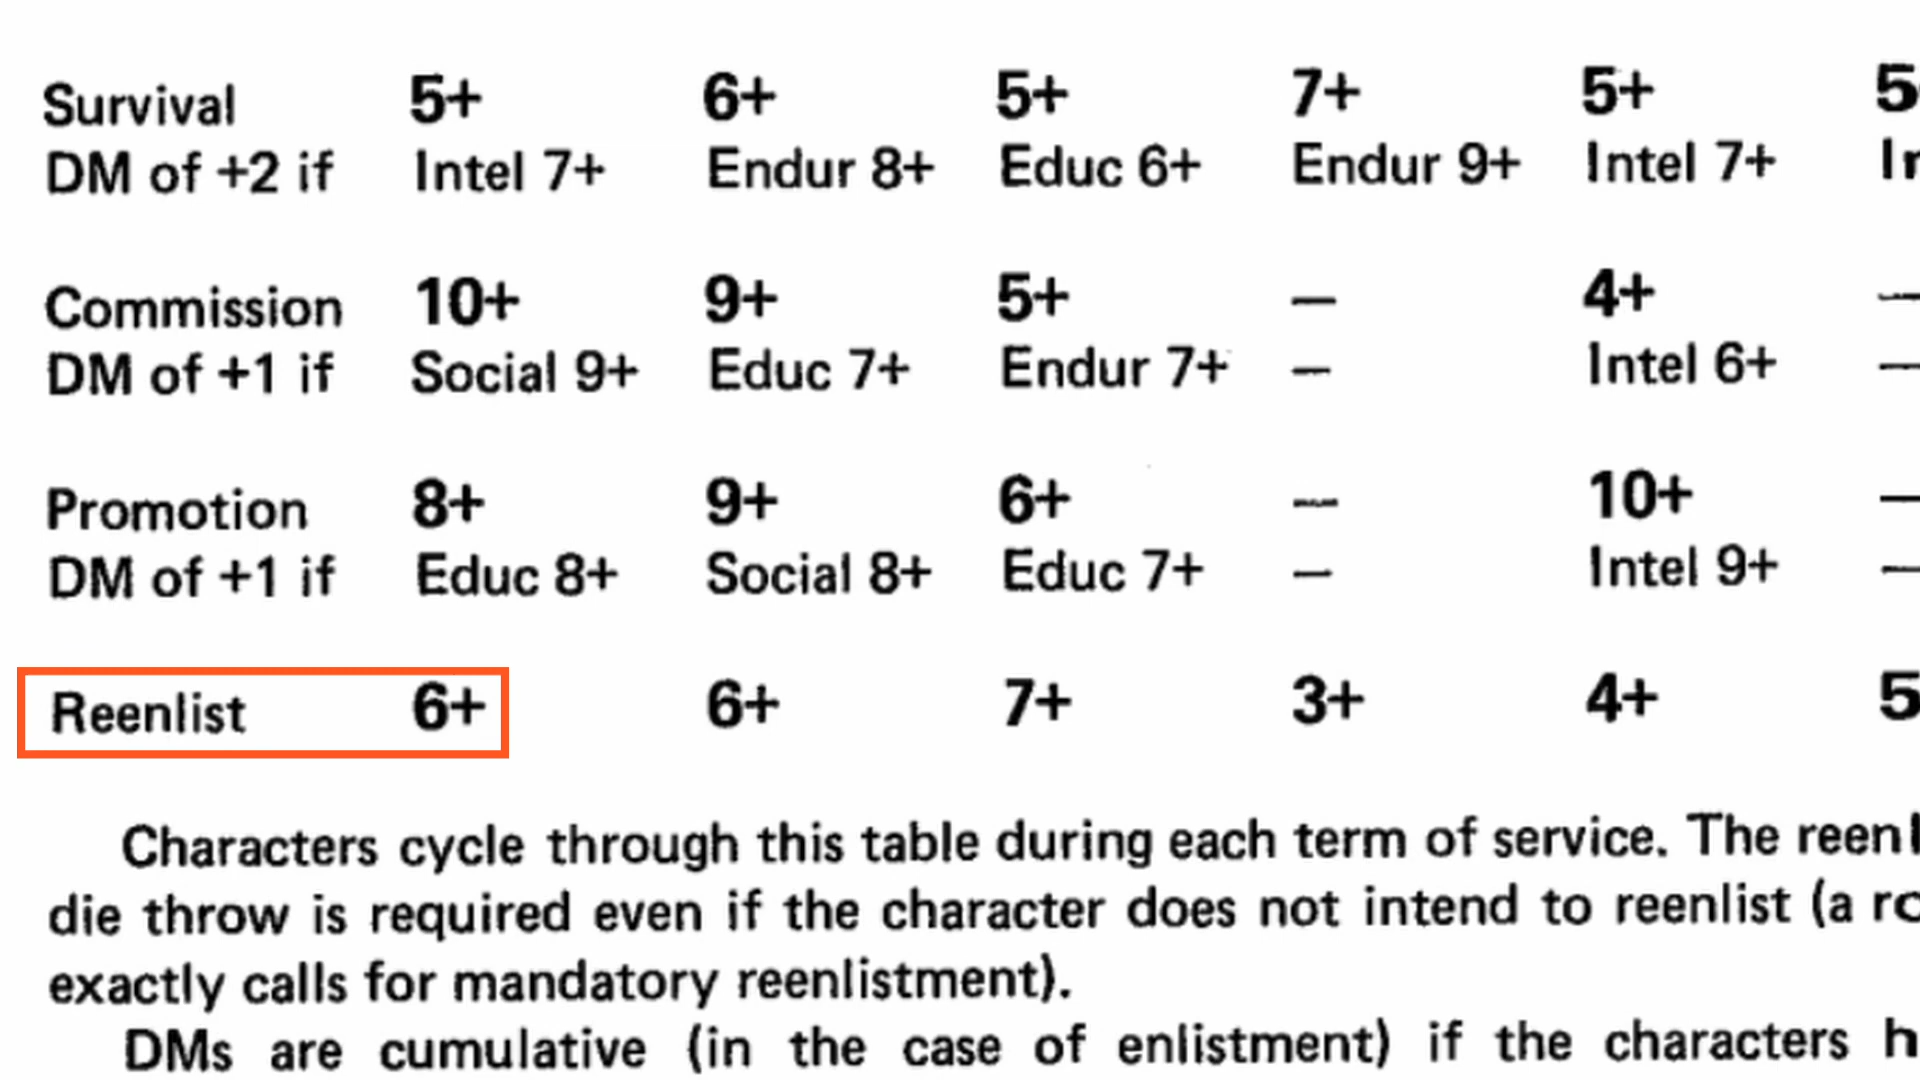 Survival 5+ 6+ 5+ 7+ 5+ 5
DM of +2 if Intel 7+ Endur 8+ Educ 6+ Endur 9+ Intel 7+
Commission 10+ 9+ 5+ — 4+ —
DM of +1 if Social 9+ Educ 7+ Endur 7+ — Intel 6+ —
Promotion 8+ 9+ 6+ — 10+ —
DM of +1 if Educ 8+ Social 8+ Educ 7+ — Intel 9+ —
Reenlist 6+ 6+ 7+ 3+ 4+ 5
Characters cycle through this table during each term of service. The
die throw is required even if the character does not intend to reenlist (a
exactly calls for mandatory reenlistment).
DMs are cumulative (in the case of enlistment) if the characters